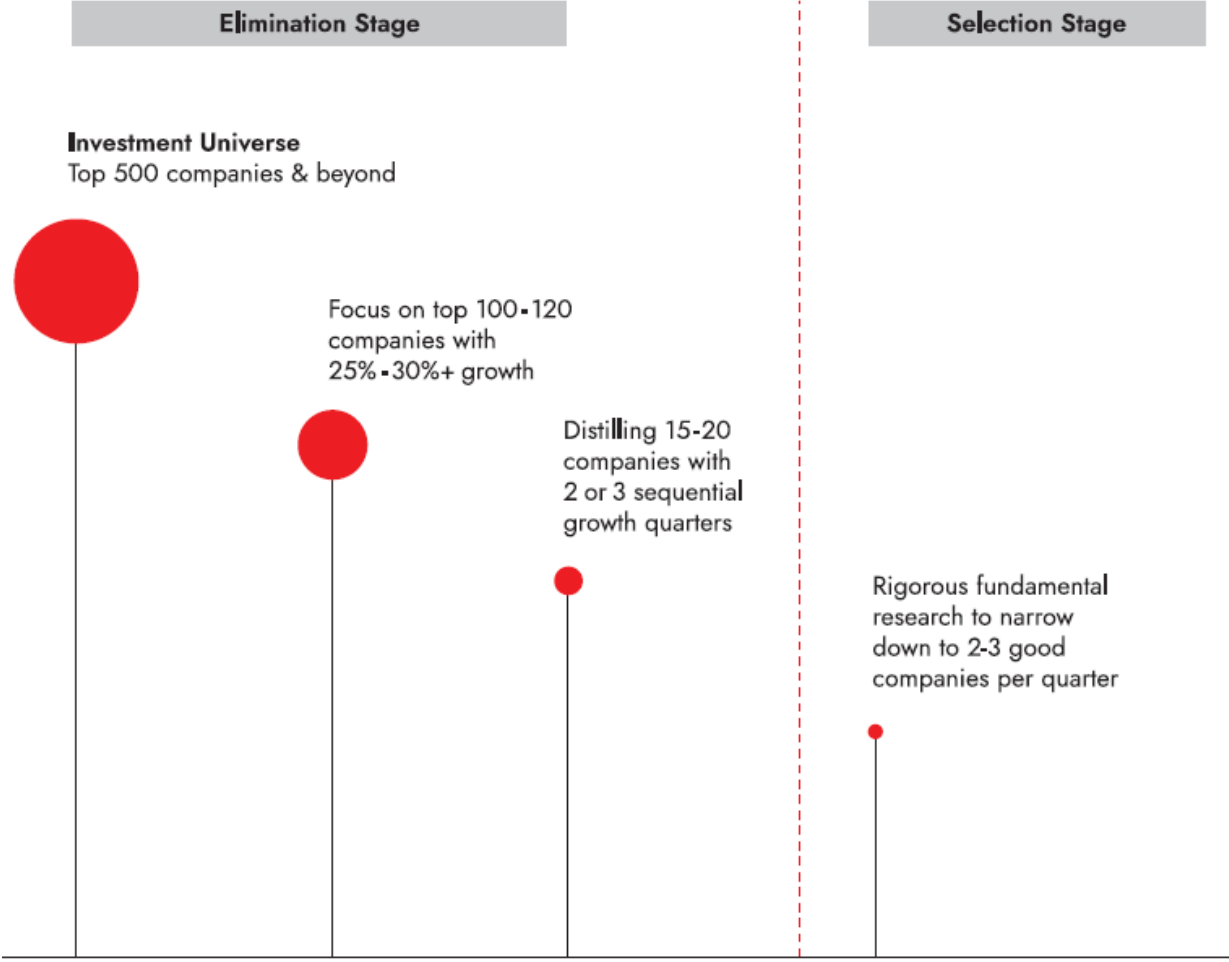 Elimination Stage
Selection Stage
Investment Universe
Top 500 companies & beyond
Focus on top 100-120
companies with
25%-30%+ growth
Distilling 15-20
companies with
2 or 3 sequential
growth quarters
Rigorous fundamental
research to narrow
down to 2-3 good
companies per quarter